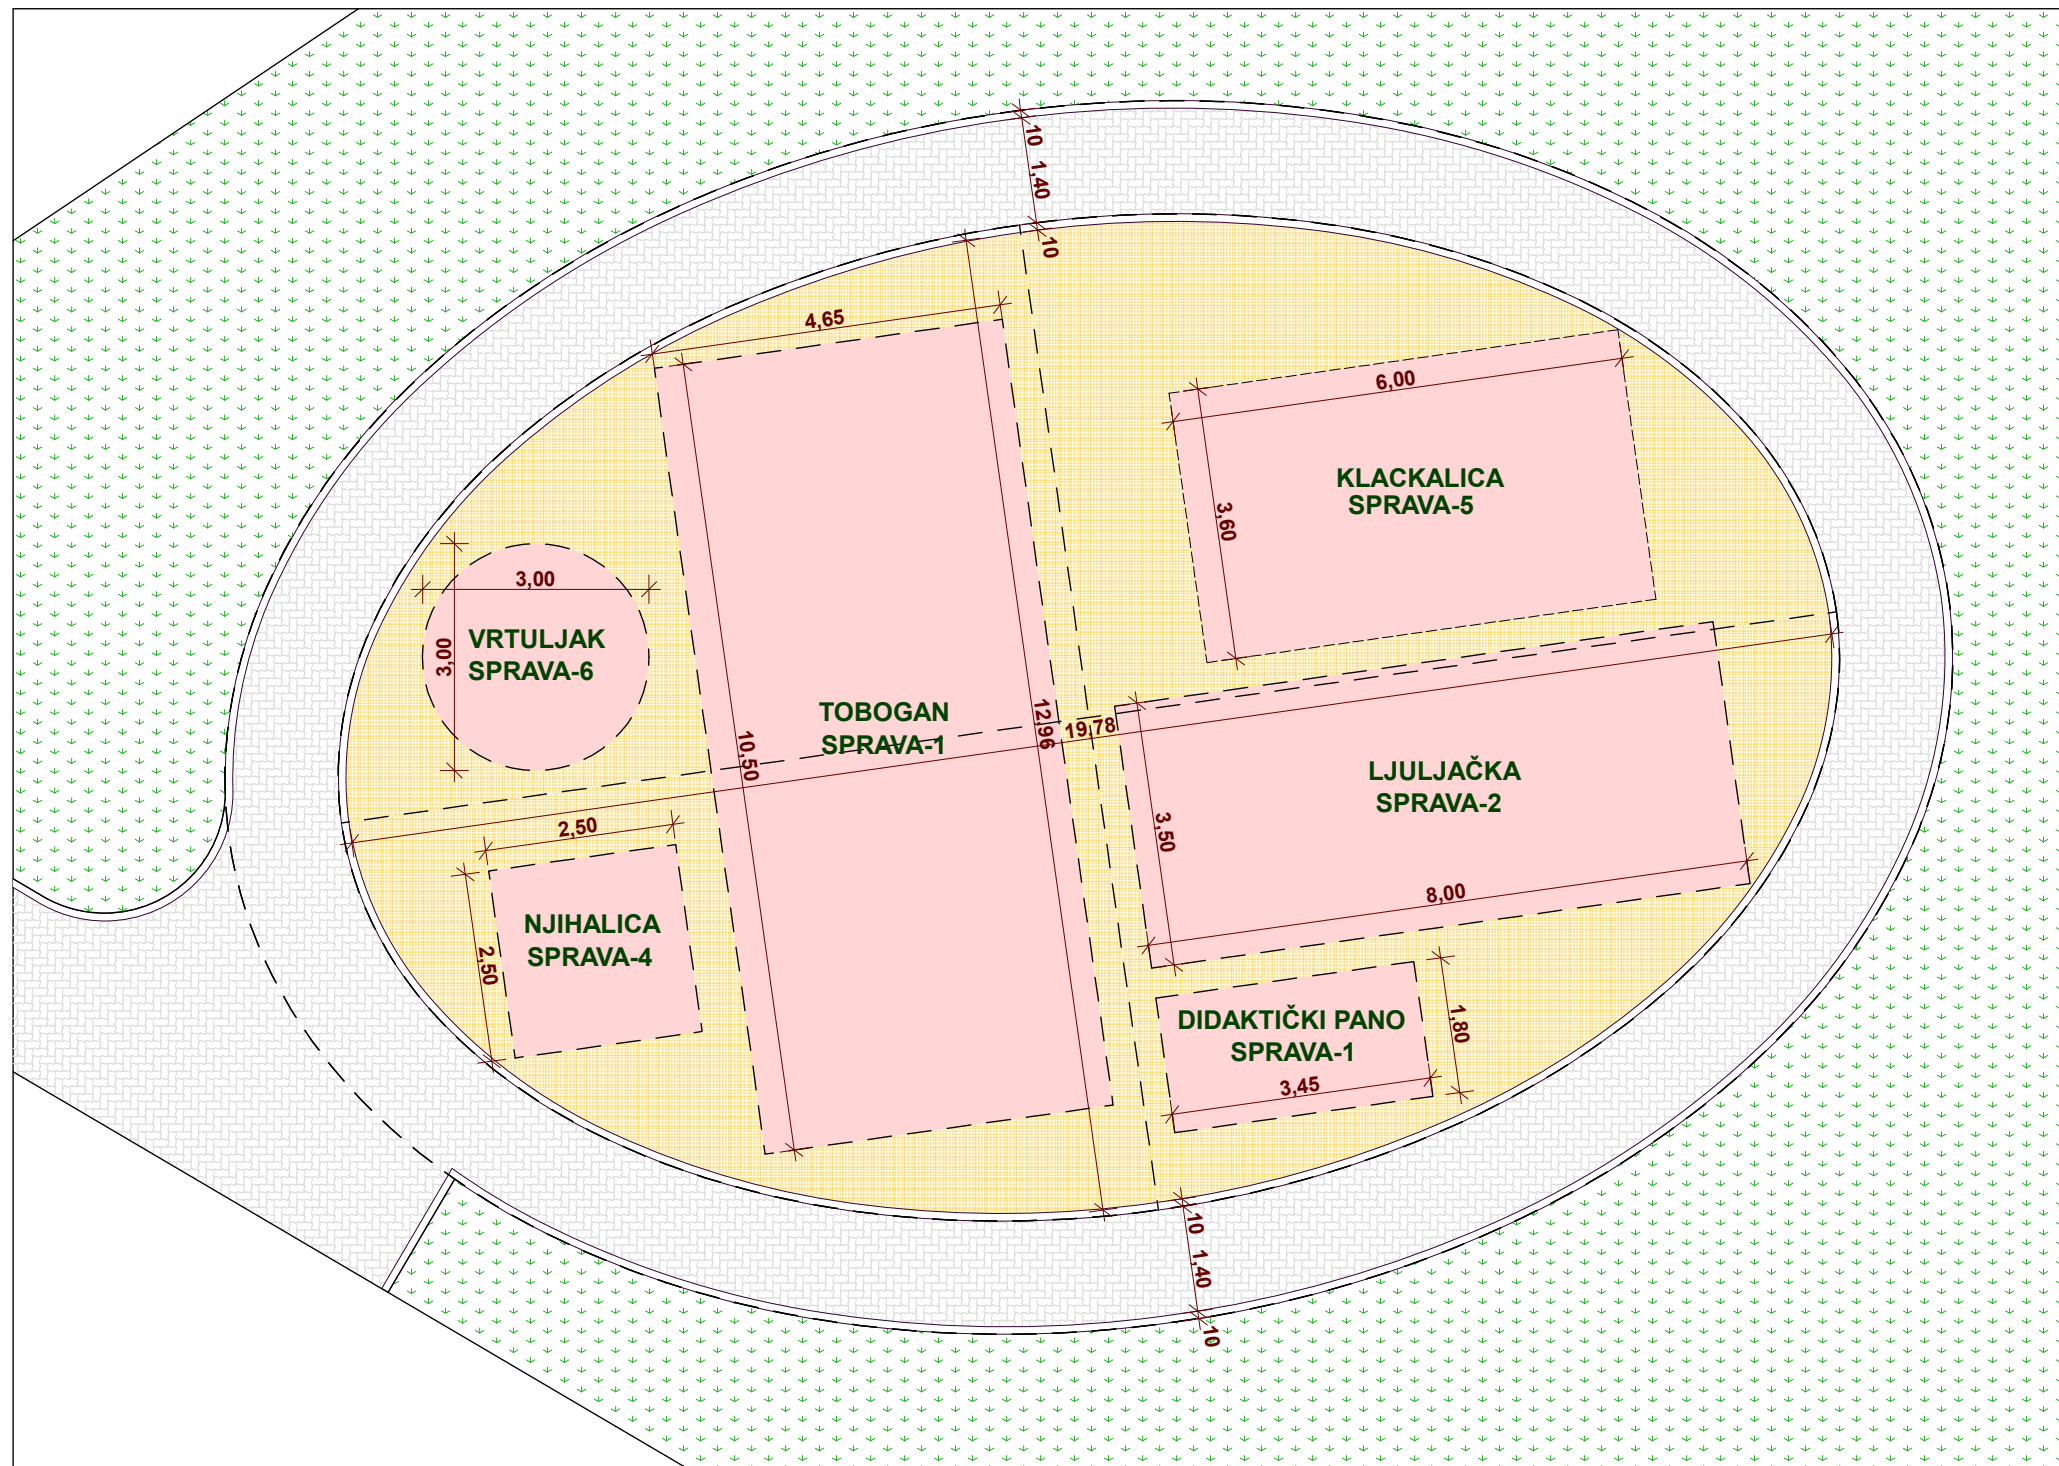 10
1,40
10
4,65
6,00
KLACKALICA
SPRAVA-5
3,60
3,00
3,00
VRTULJAK
SPRAVA-6
TOBOGAN
SPRAVA-1
10,50
12,96
19,78
LJULJAČKA
SPRAVA-2
3,50
8,00
2,50
2,50
NJIHALICA
SPRAVA-4
DIDAKTIČKI PANO
SPRAVA-1
1,80
3,45
10
1,40
10